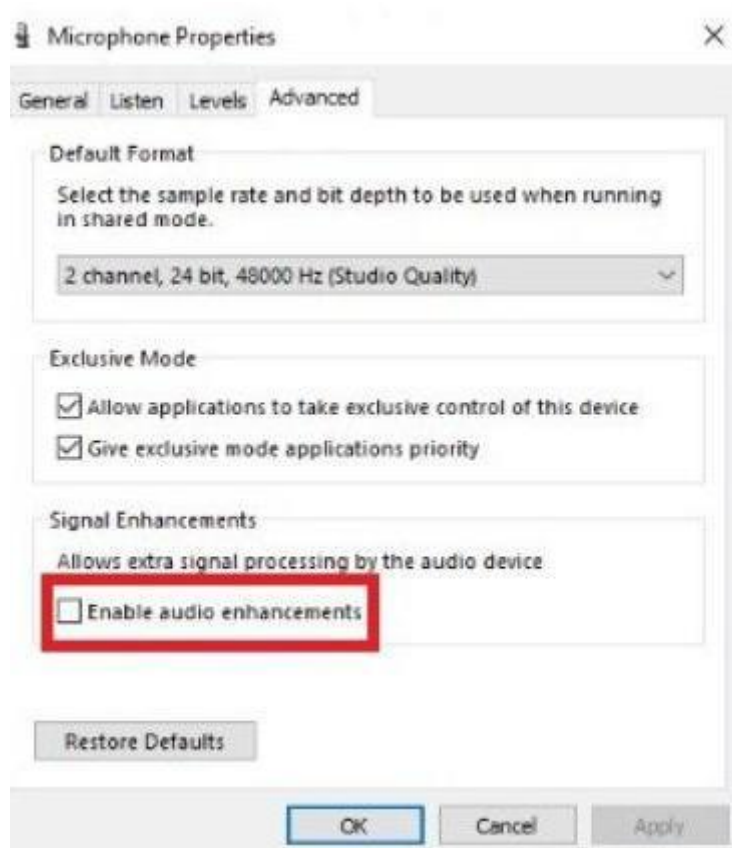 Microphone Properties
General Listen Levels Advanced
Default Format
Select the sample rate and bit depth to be used when running
in shared mode.
2 channel, 24 bit, 48000 Hz (Studio Quality)
Exclusive Mode
Allow applications to take exclusive control of this device
Give exclusive mode applications priority
Signal Enhancements
Allows extra signal processing by the audio device
Enable audio enhancements
Restore Defaults
OK Cancel Apply